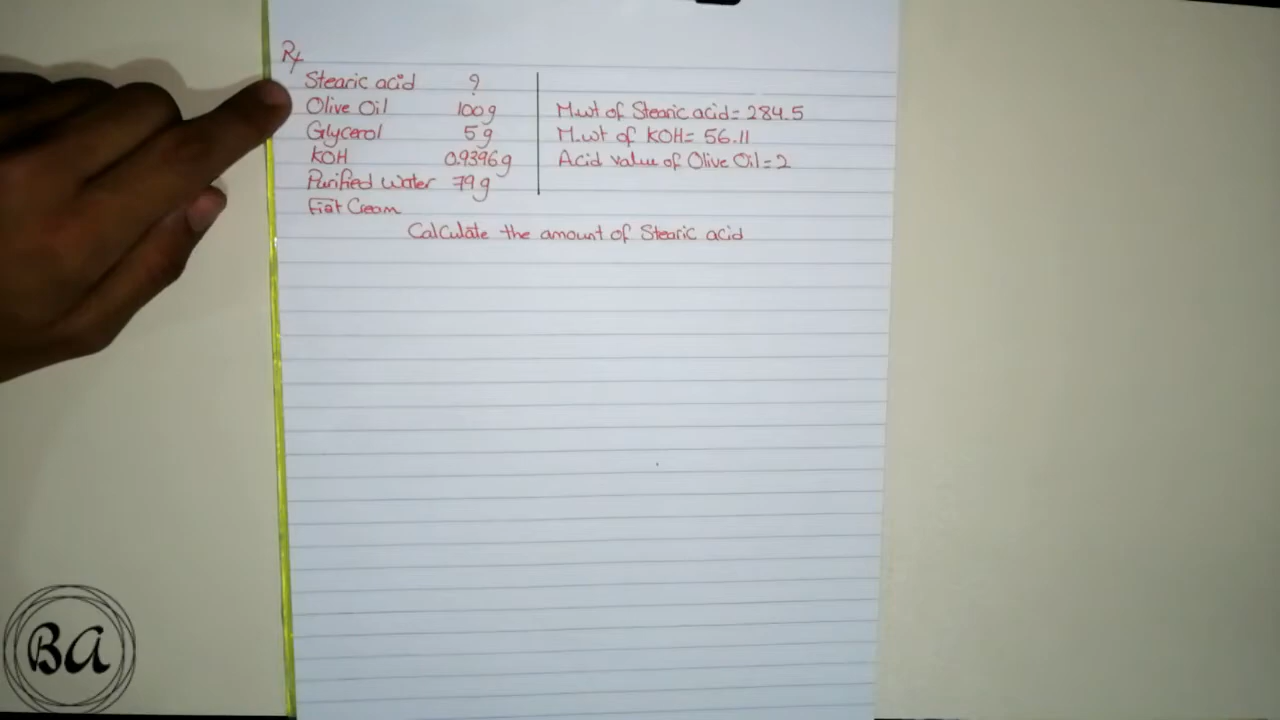 Rx
Stearic acid ?
Olive Oil 100g
Glycerol 5g
KOH 0.9396g
Purified Water 79g
Fiat Cream
M.wt of Stearic acid = 284.5
M.wt of KOH = 56.11
Acid value of Olive Oil = 2
Calculate the amount of Stearic acid
BA